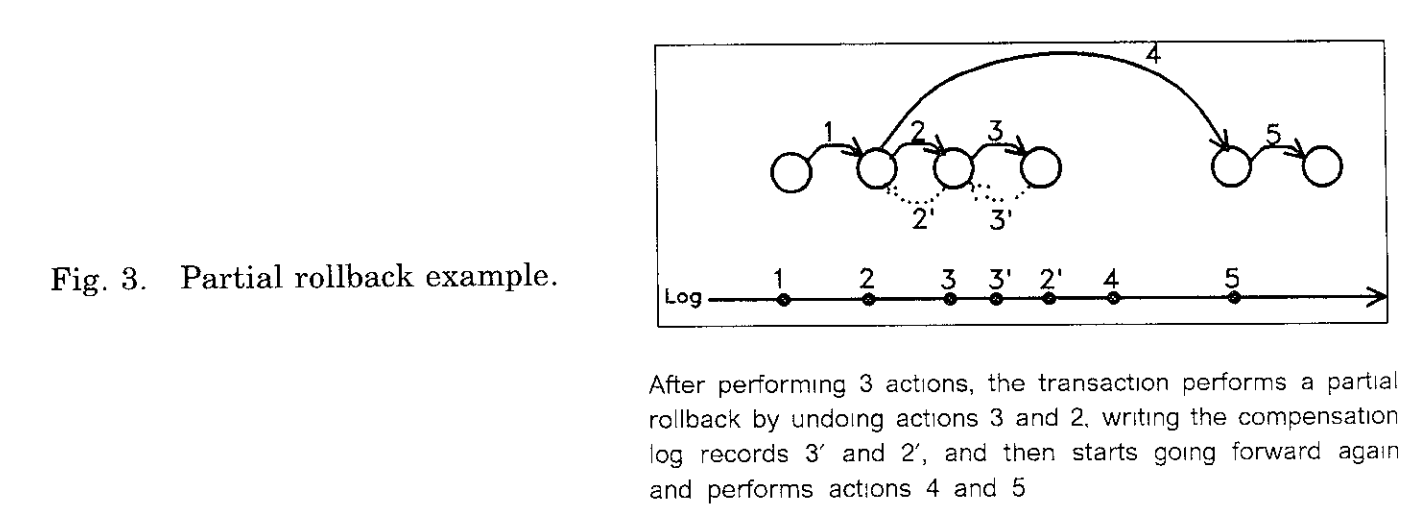 4
1 2 3 5
2' 3'
Fig. 3. Partial rollback example.
1 2 3 3' 2' 4 5
Log
After performing 3 actions, the transaction performs a partial
rollback by undoing actions 3 and 2, writing the compensation
log records 3′ and 2′, and then starts going forward again
and performs actions 4 and 5